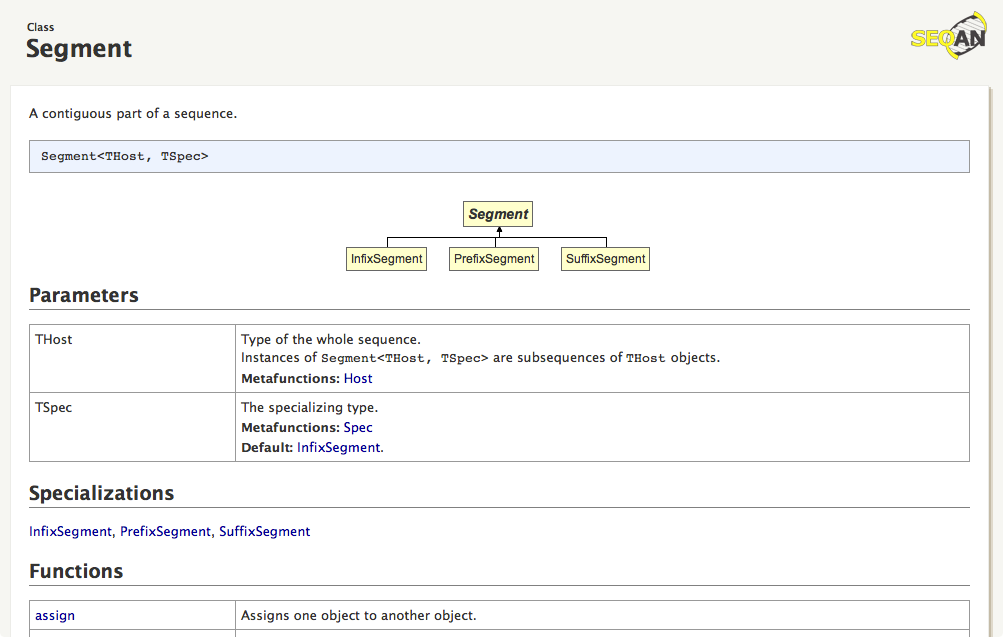 Class
Segment
SEQAN
A contiguous part of a sequence.
Segment<THost, TSpec>
Segment
InfixSegment PrefixSegment SuffixSegment
Parameters
THost Type of the whole sequence.
Instances of Segment<THost, TSpec> are subsequences of THost objects.
Metafunctions: Host
TSpec The specializing type.
Metafunctions: Spec
Default: InfixSegment.
Specializations
InfixSegment, PrefixSegment, SuffixSegment
Functions
assign Assigns one object to another object.